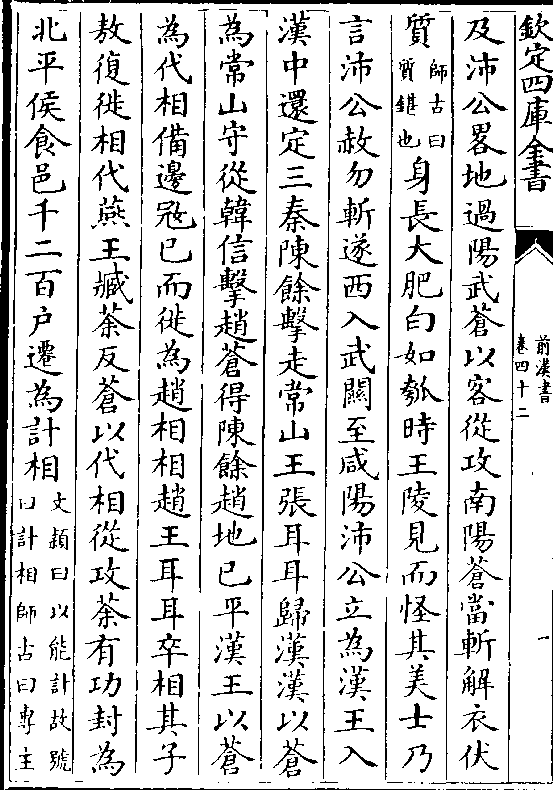 欽定四庫全書
前漢書
卷四十二
一
及沛公畧地過陽武蒼以客從攻南陽蒼當斬解衣伏
質師古曰質鍖也身長大肥白如瓠時王陵見而怪其美士乃
言沛公赦勿斬遂西入武關至咸陽沛公立為漢王入
漢中還定三秦陳餘擊走常山王張耳耳歸漢漢以蒼
為常山守從韓信擊趙蒼得陳餘趙地已平漢王以蒼
為代相備邊㓂已而徙為趙相相趙王耳耳卒相其子
敖復徙相代燕王臧荼反蒼以代相從攻荼有功封為
北平侯食邑千二百户遷為計相文穎曰以能計故號曰計相師古曰專主